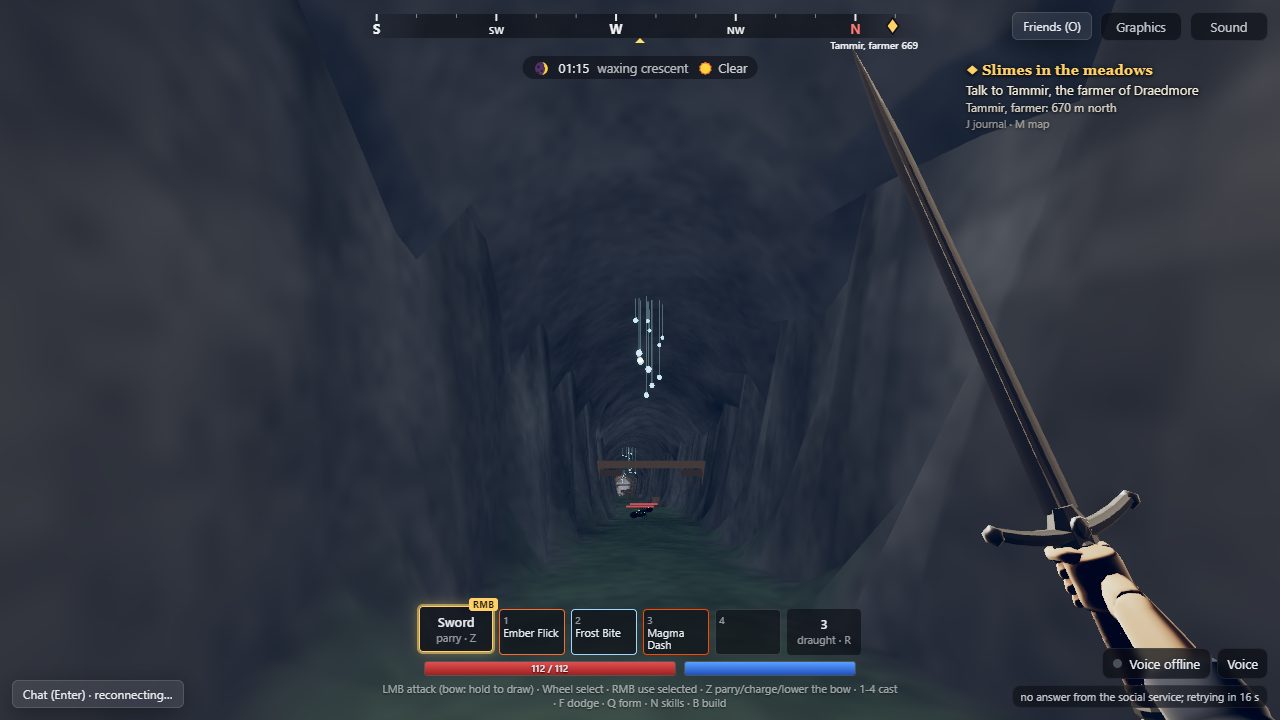 S
SW
W
NW
N
Tammir, farmer 669
01:15 waxing crescent Clear
Friends (O)
Graphics
Sound
Slimes in the meadows
Talk to Tammir, the farmer of Draedmore
Tammir, farmer: 670 m north
J journal · M map
RMB
Sword
parry · Z
1
Ember Flick
2
Frost Bite
3
Magma
Dash
4
3
draught · R
112 / 112
LMB attack (bow: hold to draw) · Wheel select · RMB use selected · Z parry/charge/lower the bow · 1-4 cast
· F dodge · Q form · N skills · B build
Chat (Enter) · reconnecting...
Voice offline
Voice
no answer from the social service; retrying in 16 s